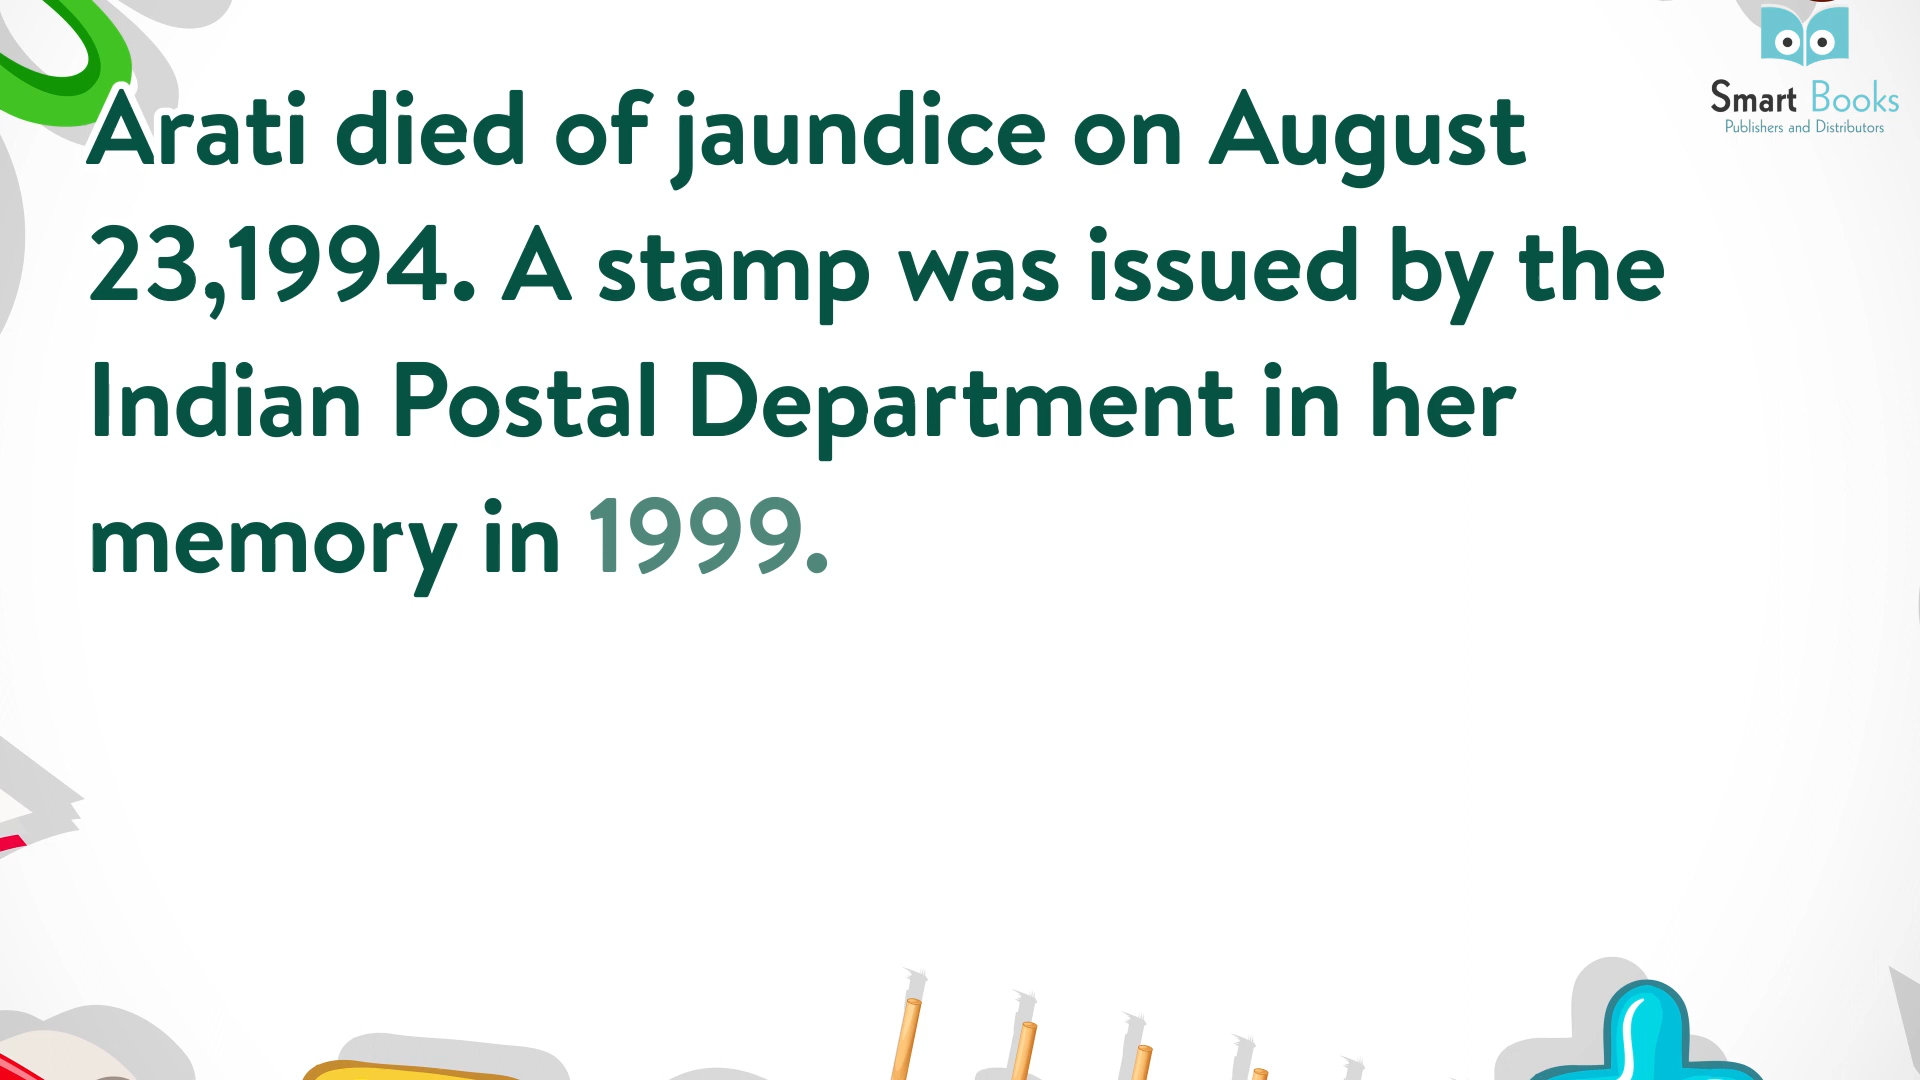 Smart Books
Publishers and Distributors
Arati died of jaundice on August
23,1994. A stamp was issued by the
Indian Postal Department in her
memory in 1999.